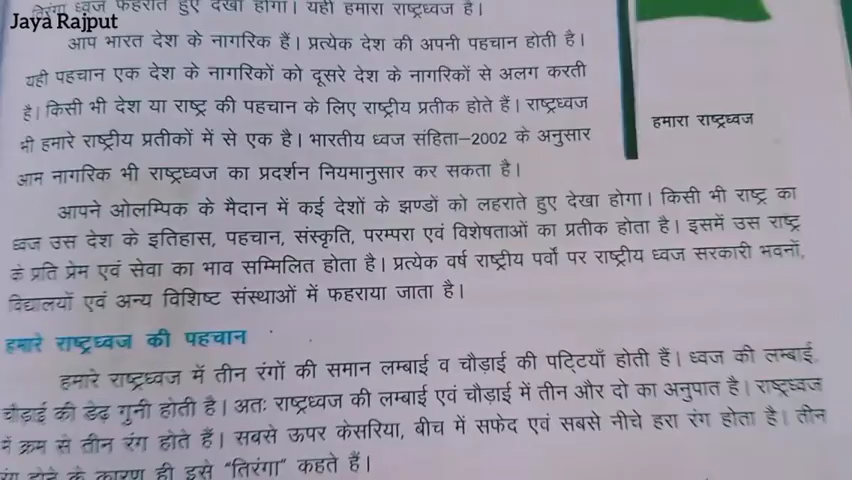 Jaya Rajput
तिरंगा ध्वज फहराते हुए देखा होगा। यही हमारा राष्ट्रध्वज है।
आप भारत देश के नागरिक हैं। प्रत्येक देश की अपनी पहचान होती है।
यही पहचान एक देश के नागरिकों को दूसरे देश के नागरिकों से अलग करती
है। किसी भी देश या राष्ट्र की पहचान के लिए राष्ट्रीय प्रतीक होते हैं। राष्ट्रध्वज
भी हमारे राष्ट्रीय प्रतीकों में से एक है। भारतीय ध्वज संहिता–2002 के अनुसार
आम नागरिक भी राष्ट्रध्वज का प्रदर्शन नियमानुसार कर सकता है।
हमारा राष्ट्रध्वज
आपने ओलम्पिक के मैदान में कई देशों के झण्डों को लहराते हुए देखा होगा। किसी भी राष्ट्र का
ध्वज उस देश के इतिहास, पहचान, संस्कृति, परम्परा एवं विशेषताओं का प्रतीक होता है। इसमें उस राष्ट्र
के प्रति प्रेम एवं सेवा का भाव सम्मिलित होता है। प्रत्येक वर्ष राष्ट्रीय पर्वों पर राष्ट्रीय ध्वज सरकारी भवनों,
विद्यालयों एवं अन्य विशिष्ट संस्थाओं में फहराया जाता है।
हमारे राष्ट्रध्वज की पहचान
हमारे राष्ट्रध्वज में तीन रंगों की समान लम्बाई व चौड़ाई की पट्टियाँ होती हैं। ध्वज की लम्बाई,
चौड़ाई की डेढ़ गुनी होती है। अतः राष्ट्रध्वज की लम्बाई एवं चौड़ाई में तीन और दो का अनुपात है। राष्ट्रध्वज
में क्रम से तीन रंग होते हैं। सबसे ऊपर केसरिया, बीच में सफेद एवं सबसे नीचे हरा रंग होता है। तीन
रंग होने के कारण ही इसे “तिरंगा” कहते हैं।